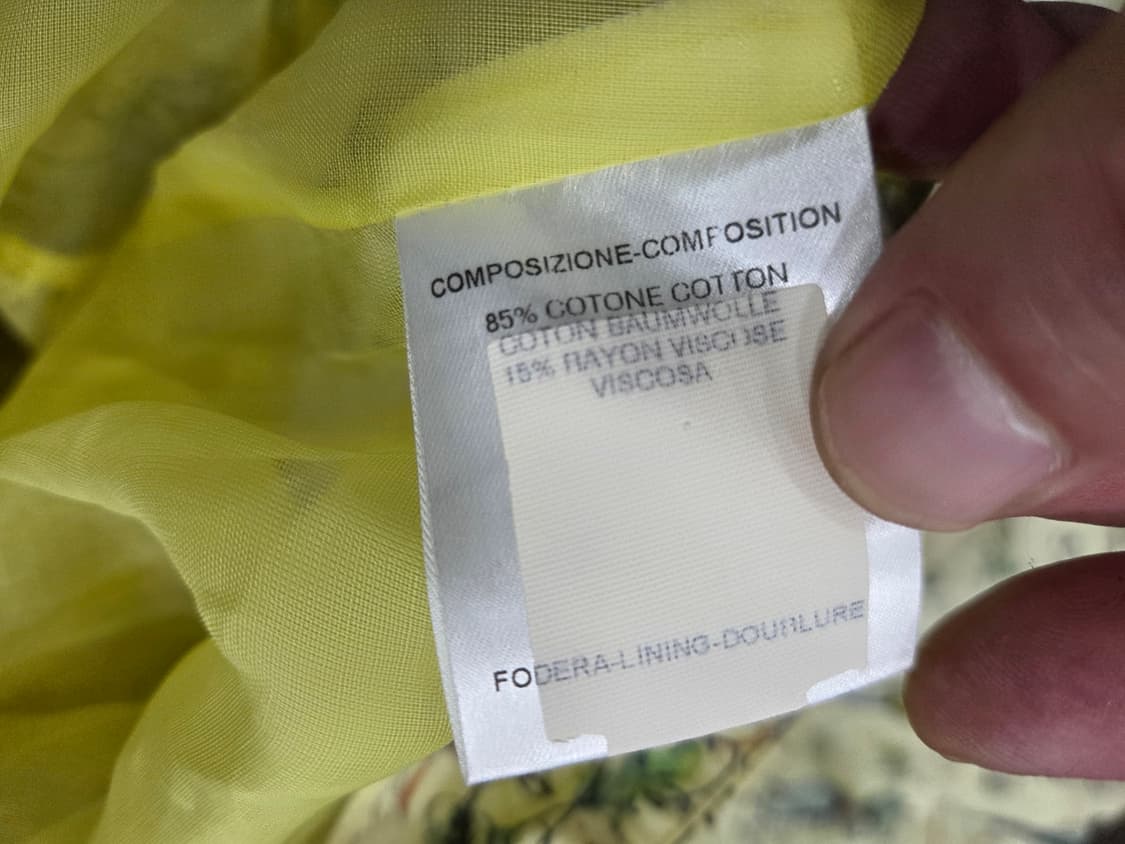 COMPOSIZIONE-COMPOSITION
85% COTONE COTTON
COTON BAUMWOLLE
15% RAYON VISCOSE
VISCOSA
FODERA-LINING-DOUBLURE